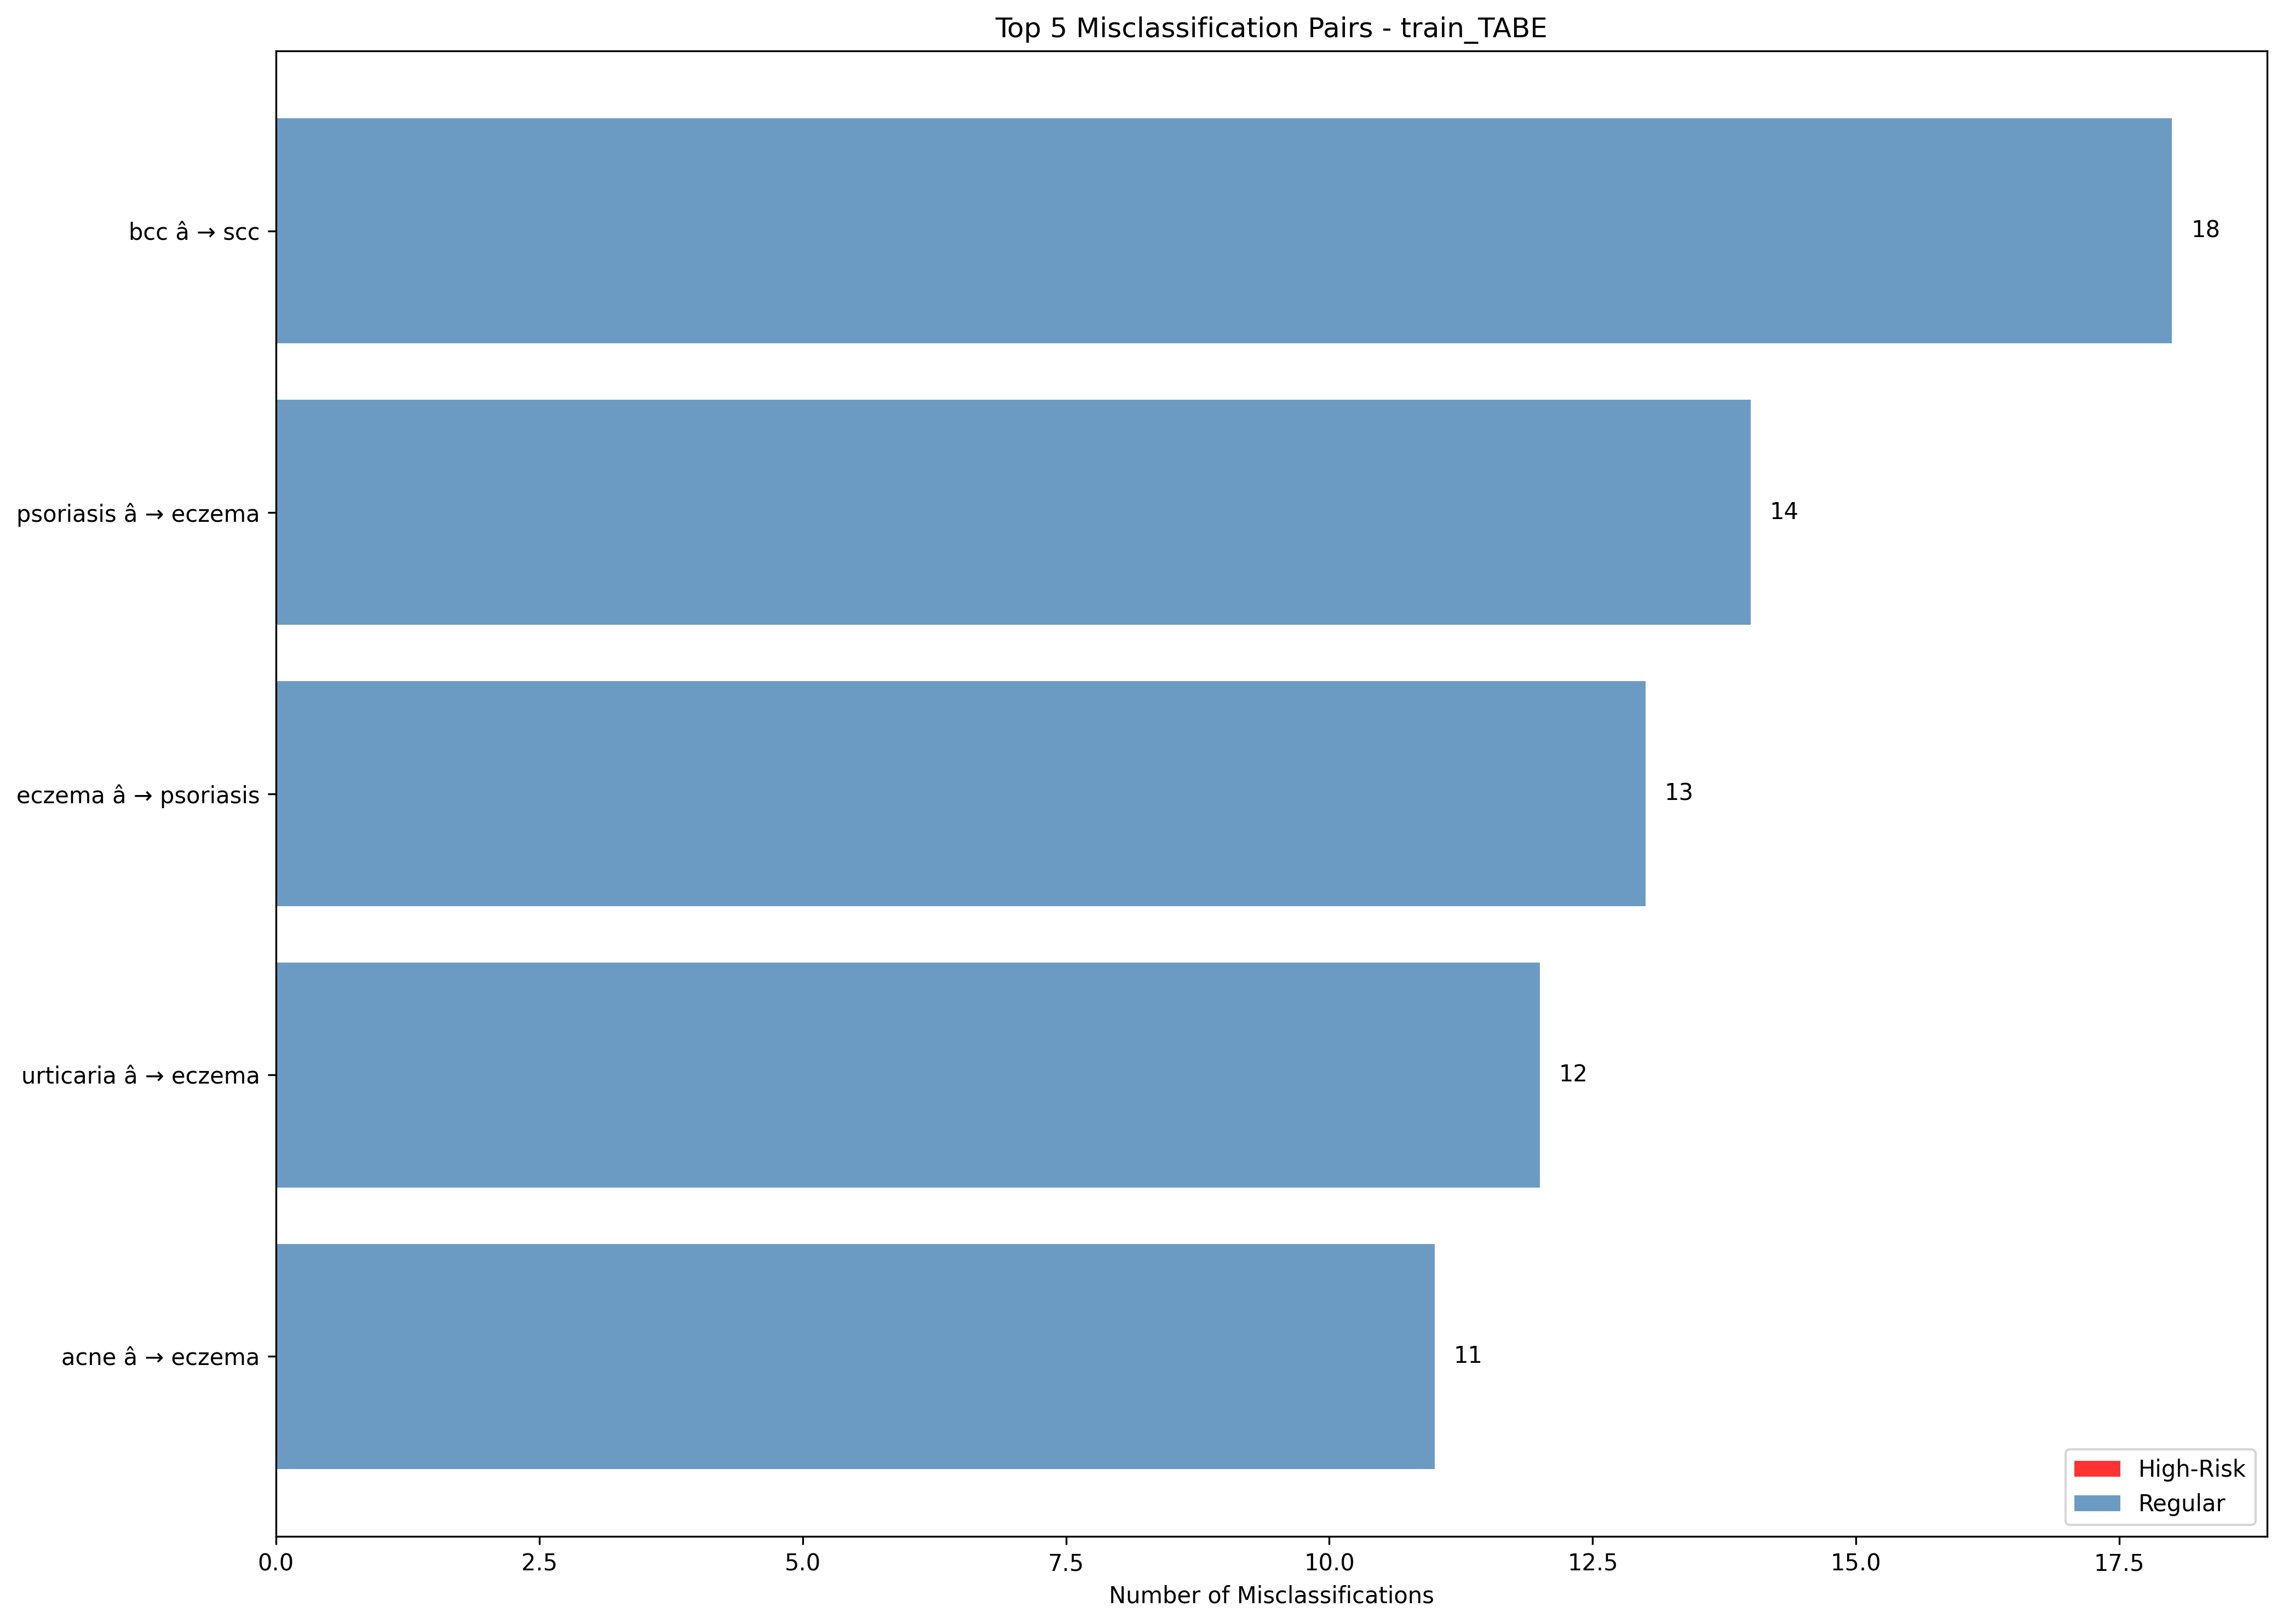 Top 5 Misclassification Pairs - train_TABE
bcc â → scc
18
psoriasis â → eczema
14
eczema â → psoriasis
13
urticaria â → eczema
12
acne â → eczema
11
High-Risk
Regular
0.0 2.5 5.0 7.5 10.0 12.5 15.0 17.5
Number of Misclassifications